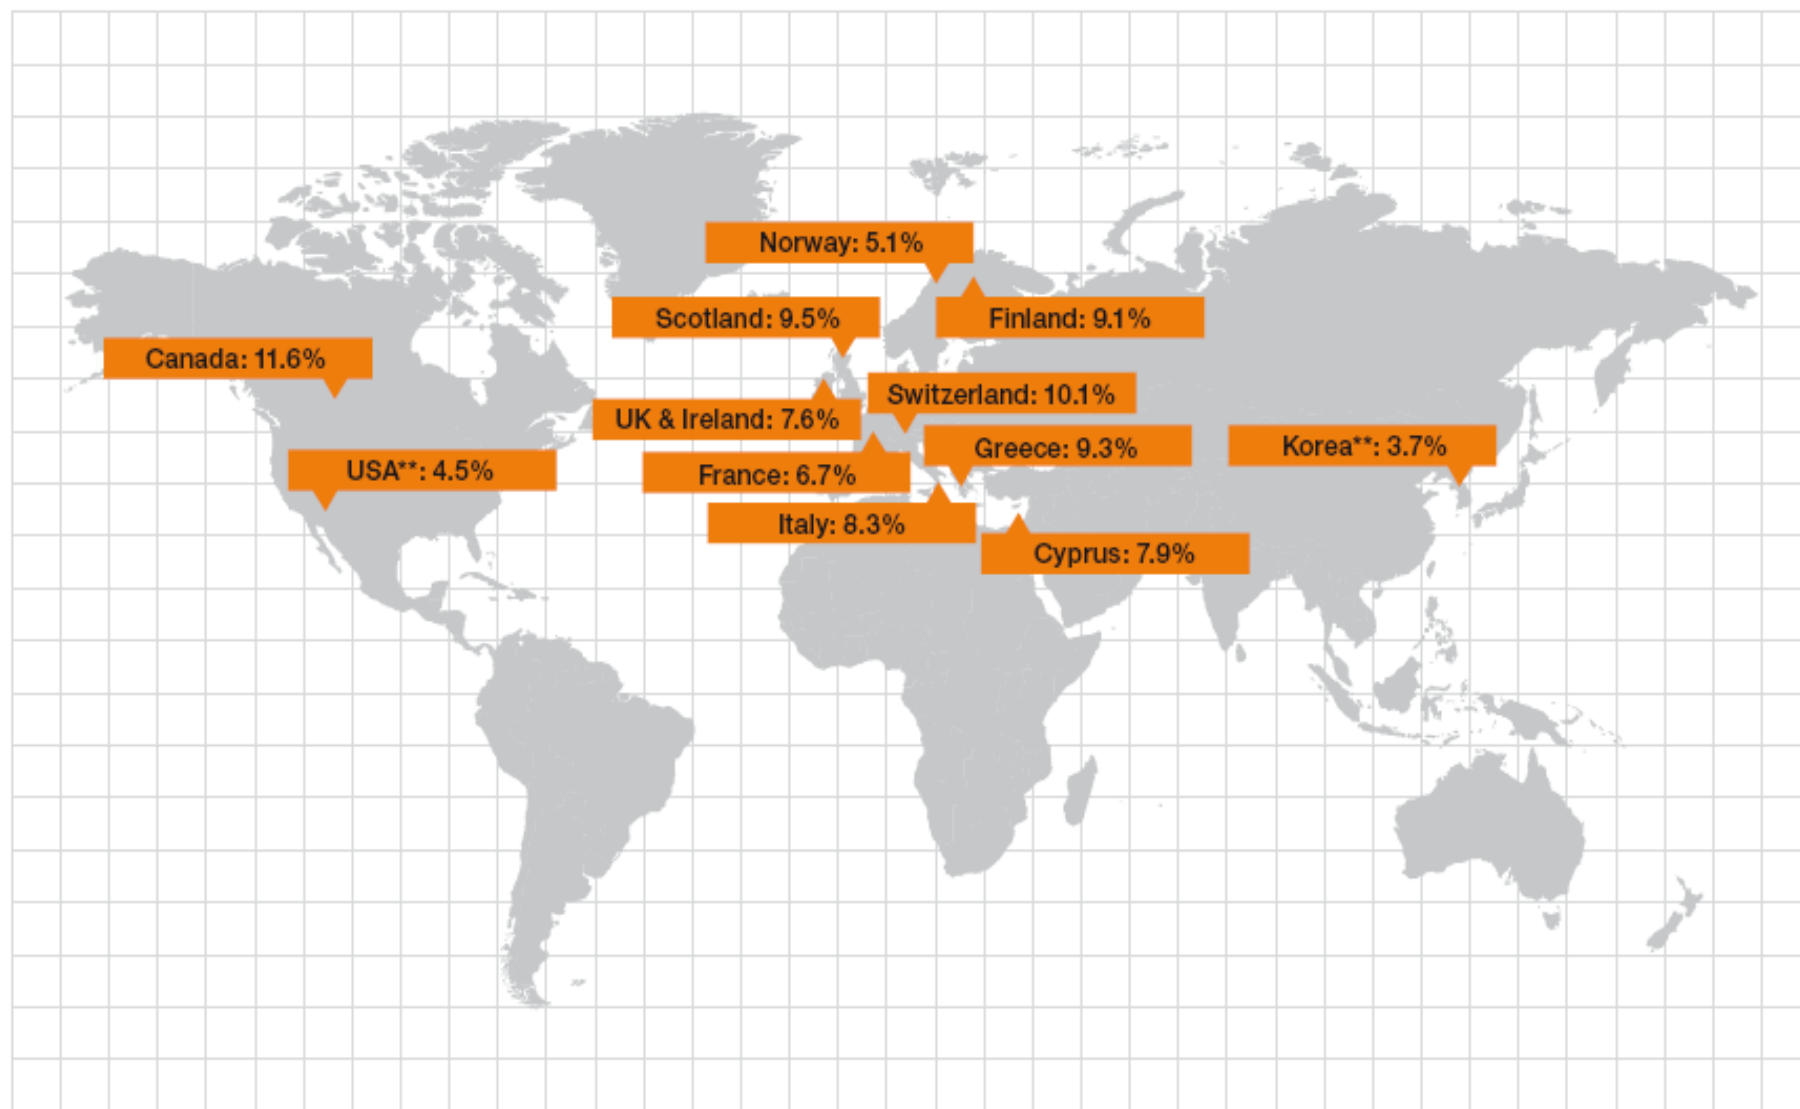 Norway: 5.1%
Scotland: 9.5%
Finland: 9.1%
Canada: 11.6%
Switzerland: 10.1%
UK & Ireland: 7.6%
Greece: 9.3%
Korea**: 3.7%
USA**: 4.5%
France: 6.7%
Italy: 8.3%
Cyprus: 7.9%